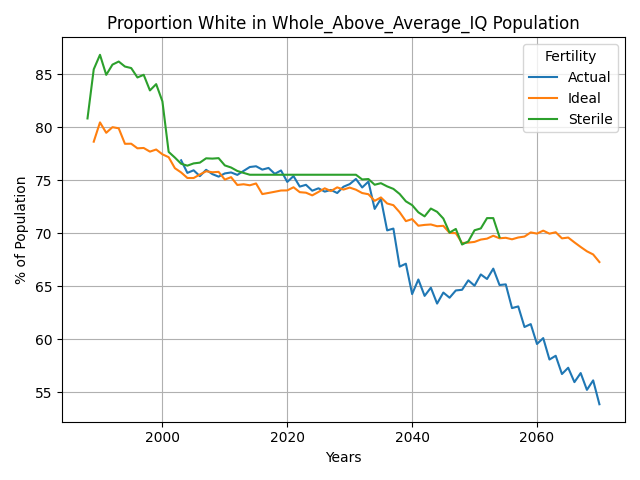 Proportion White in Whole_Above_Average_IQ Population
Fertility
Actual
Ideal
Sterile
% of Population
85
80
75
70
65
60
55
2000
2020
2040
2060
Years